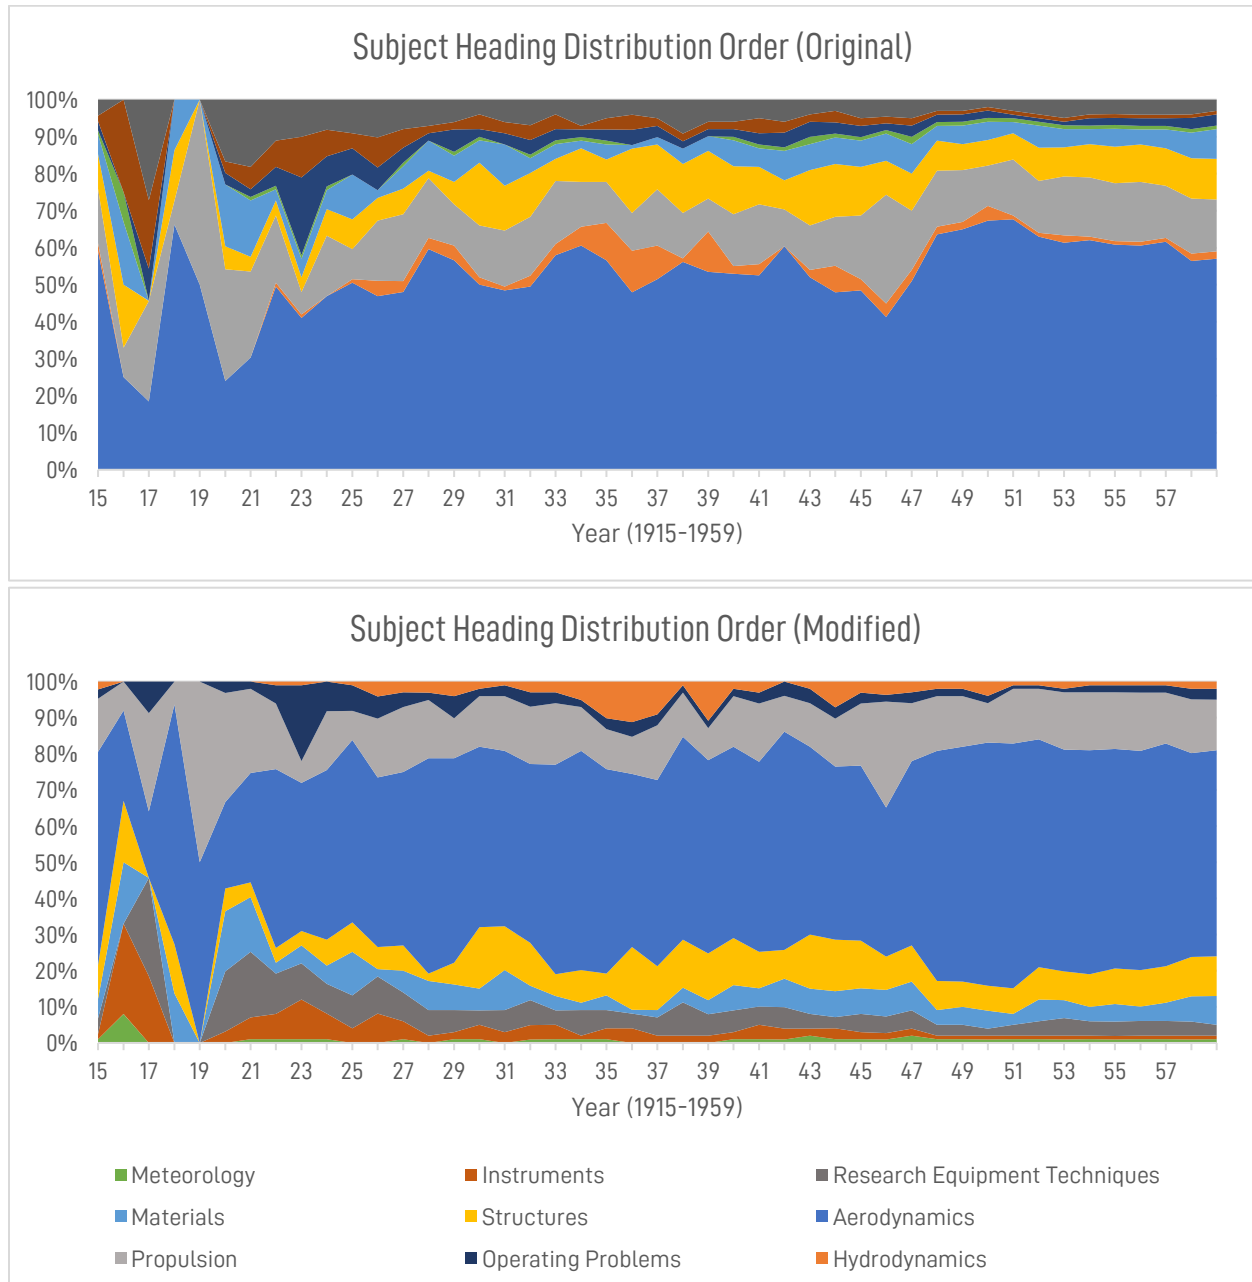 Subject Heading Distribution Order (Original)
100%
90%
80%
70%
60%
50%
40%
30%
20%
10%
0%
15 17 19 21 23 25 27 29 31 33 35 37 39 41 43 45 47 49 51 53 55 57
Year (1915-1959)
Subject Heading Distribution Order (Modified)
100%
90%
80%
70%
60%
50%
40%
30%
20%
10%
0%
15 17 19 21 23 25 27 29 31 33 35 37 39 41 43 45 47 49 51 53 55 57
Year (1915-1959)
Meteorology Instruments Research Equipment Techniques
Materials Structures Aerodynamics
Propulsion Operating Problems Hydrodynamics